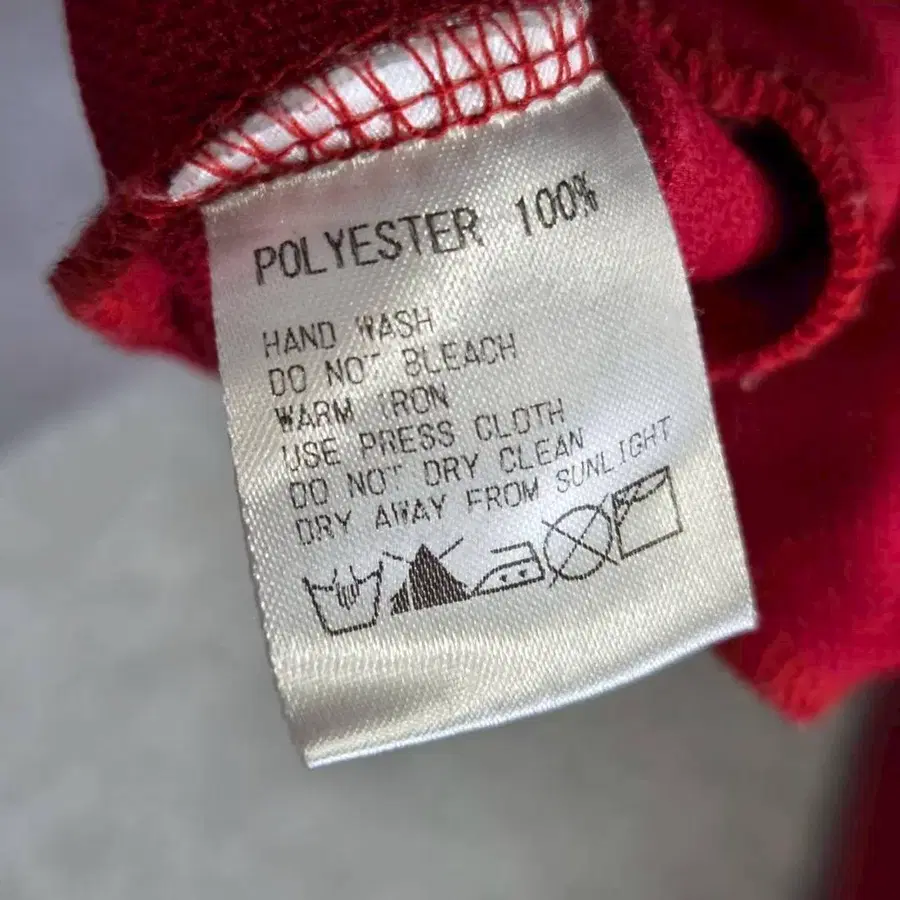 POLYESTER 100%
HAND WASH
DO NOT BLEACH
WARM IRON
USE PRESS CLOTH
DO NOT DRY CLEAN
DRY AWAY FROM SUNLIGHT